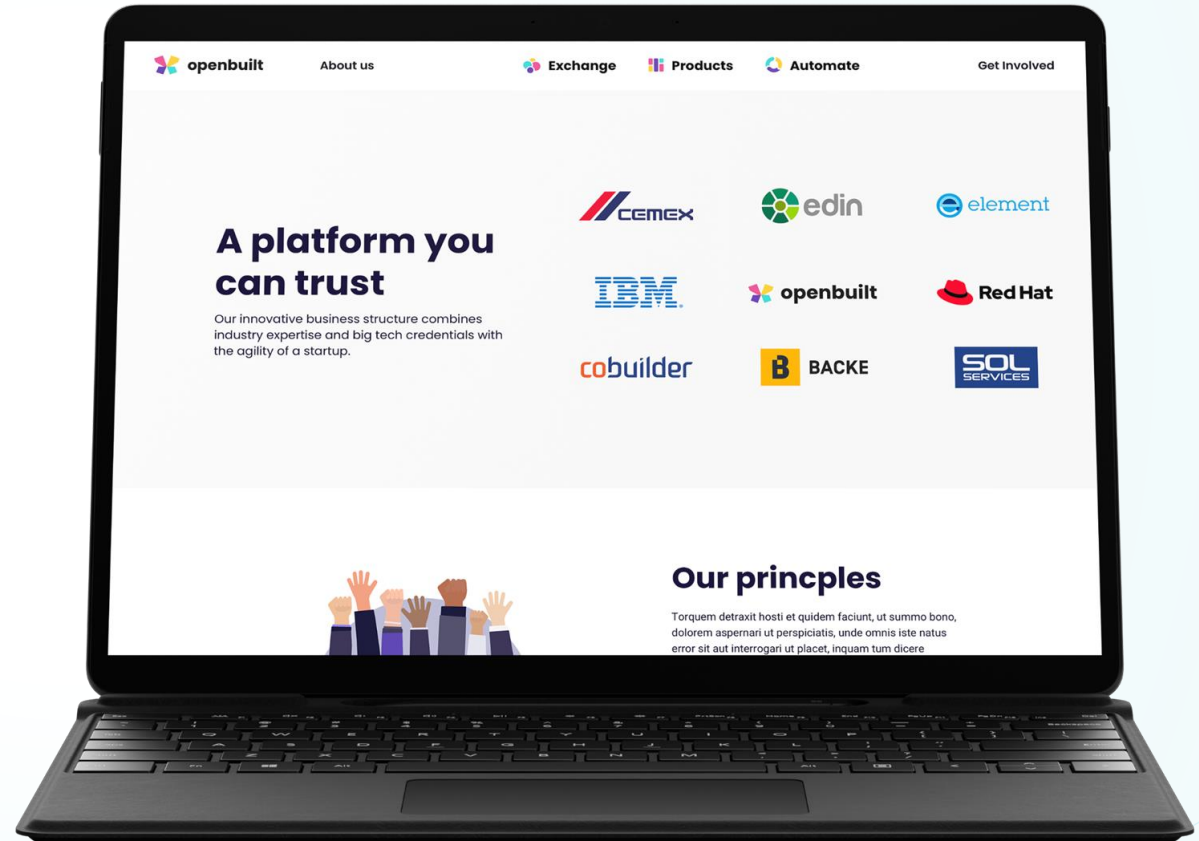 openbuilt
About us
Exchange
Products
Automate
Get Involved
A platform you
can trust
Our innovative business structure combines
industry expertise and big tech credentials with
the agility of a startup.
CEMEX
edin
element
IBM
openbuilt
Red Hat
cobuilder
B BACKE
SOL
SERVICES
Our princples
Torquem detraxit hosti et quidem faciunt, ut summo bono,
dolorem aspernari ut perspiciatis, unde omnis iste natus
error sit aut interrogari ut placet, inquam tum dicere